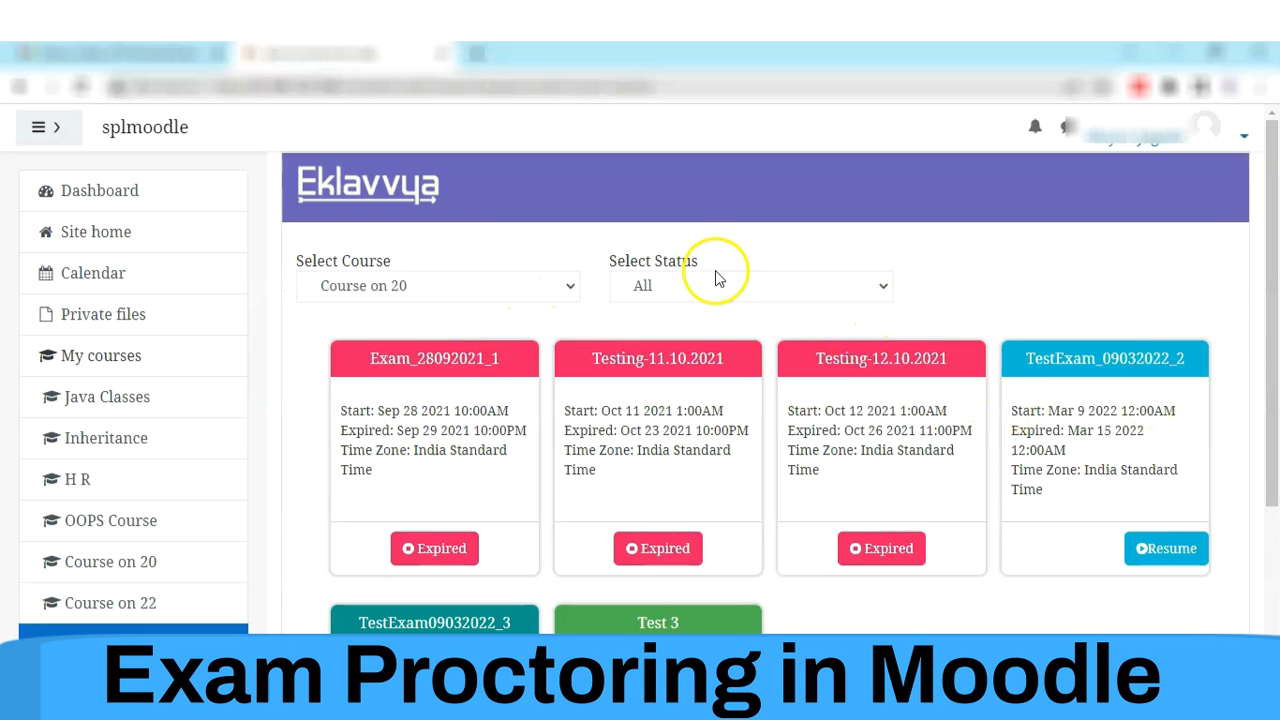 splmoodle
Dashboard
Site home
Calendar
Private files
My courses
Java Classes
Inheritance
H R
OOPS Course
Course on 20
Course on 22
Eklavvya
Select Course
Course on 20
Select Status
All
Exam_28092021_1
Start: Sep 28 2021 10:00AM
Expired: Sep 29 2021 10:00PM
Time Zone: India Standard
Time
Expired
Testing-11.10.2021
Start: Oct 11 2021 1:00AM
Expired: Oct 23 2021 10:00PM
Time Zone: India Standard
Time
Expired
Testing-12.10.2021
Start: Oct 12 2021 1:00AM
Expired: Oct 26 2021 11:00PM
Time Zone: India Standard
Time
Expired
TestExam_09032022_2
Start: Mar 9 2022 12:00AM
Expired: Mar 15 2022
12:00AM
Time Zone: India Standard
Time
Resume
TestExam09032022_3
Test 3
Exam Proctoring in Moodle